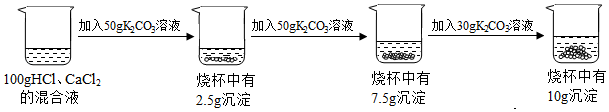 加入50gK₂CO₃溶液
加入50gK₂CO₃溶液
加入30gK₂CO₃溶液
100gHCl、CaCl₂
的混合液
烧杯中有
2.5g沉淀
烧杯中有
7.5g沉淀
烧杯中有
10g沉淀